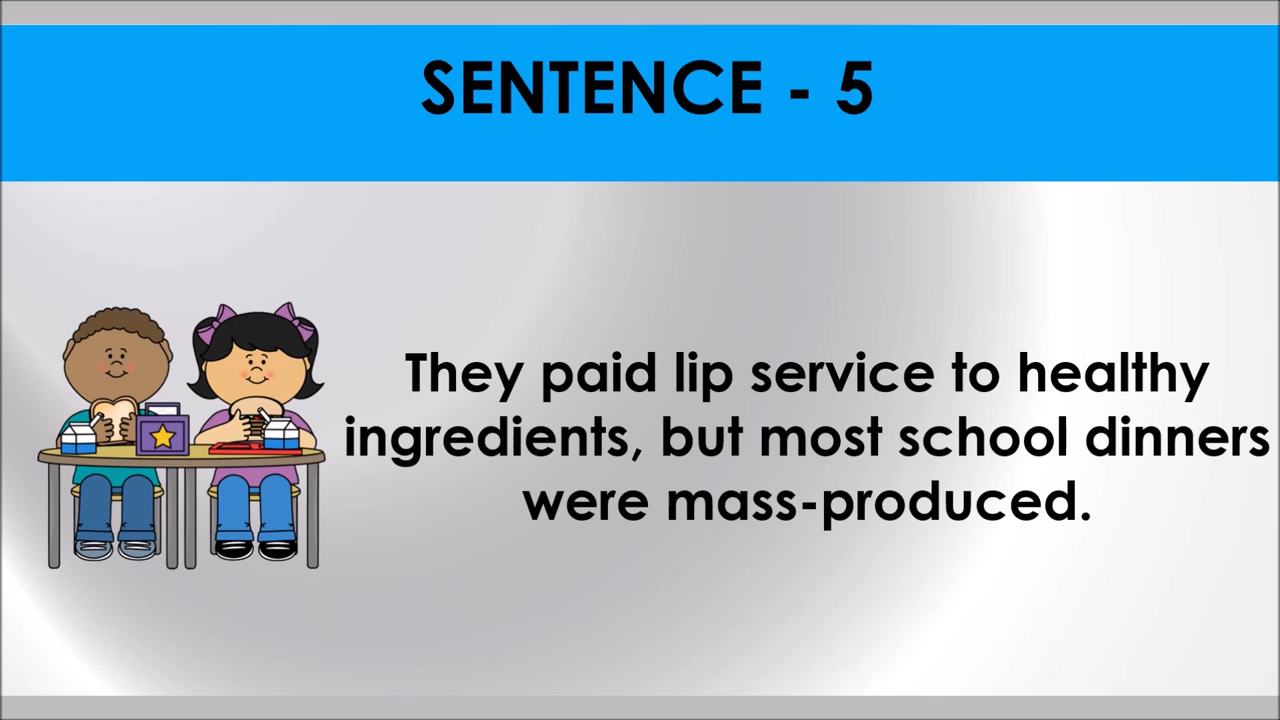 SENTENCE - 5
They paid lip service to healthy
ingredients, but most school dinners
were mass-produced.